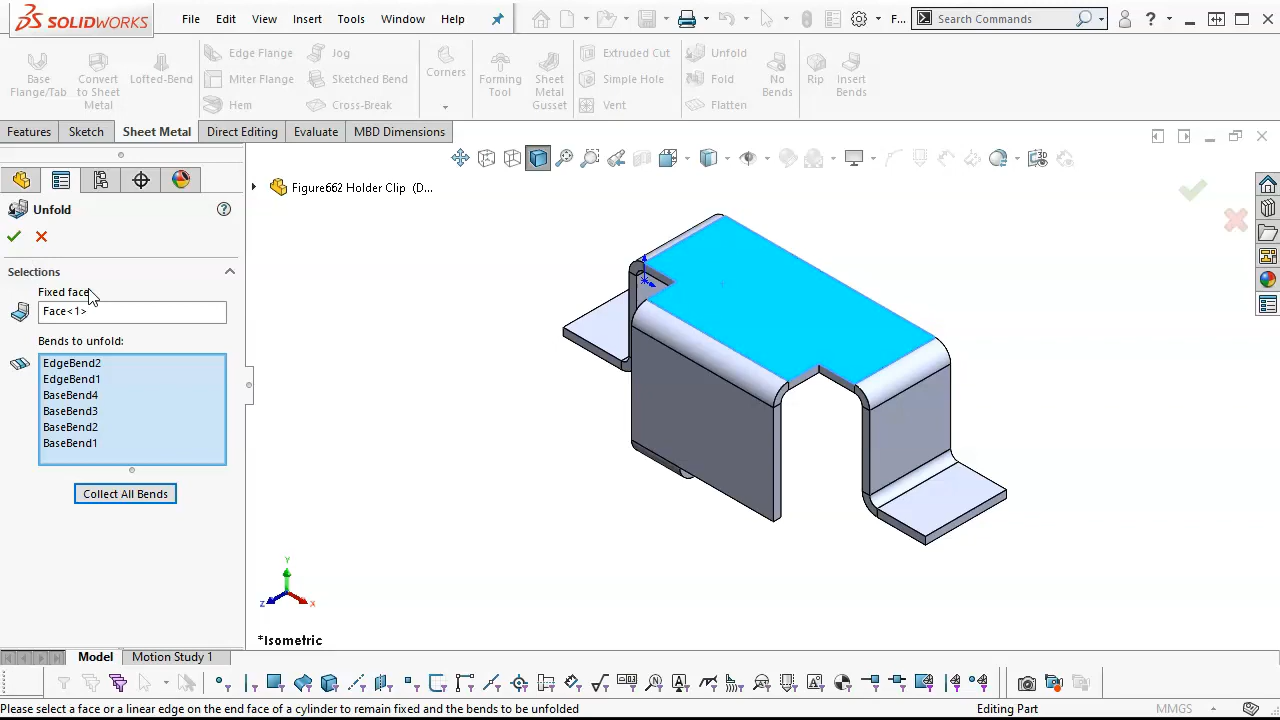 SOLIDWORKS File Edit View Insert Tools Window Help F... Search Commands ?
Base Flange/Tab
Convert to Sheet Metal
Lofted-Bend
Edge Flange
Miter Flange
Hem
Jog
Sketched Bend
Cross-Break
Corners
Forming Tool
Sheet Metal Gusset
Extruded Cut
Simple Hole
Vent
Unfold
Fold
Flatten
No Bends
Rip
Insert Bends
Features Sketch Sheet Metal Direct Editing Evaluate MBD Dimensions
Figure662 Holder Clip (D...
Unfold ?
Selections
Fixed face
Face<1>
Bends to unfold:
EdgeBend2
EdgeBend1
BaseBend4
BaseBend3
BaseBend2
BaseBend1
Collect All Bends
Y
Z X
*Isometric
Model Motion Study 1
Please select a face or a linear edge on the end face of a cylinder to remain fixed and the bends to be unfolded Editing Part MMGS